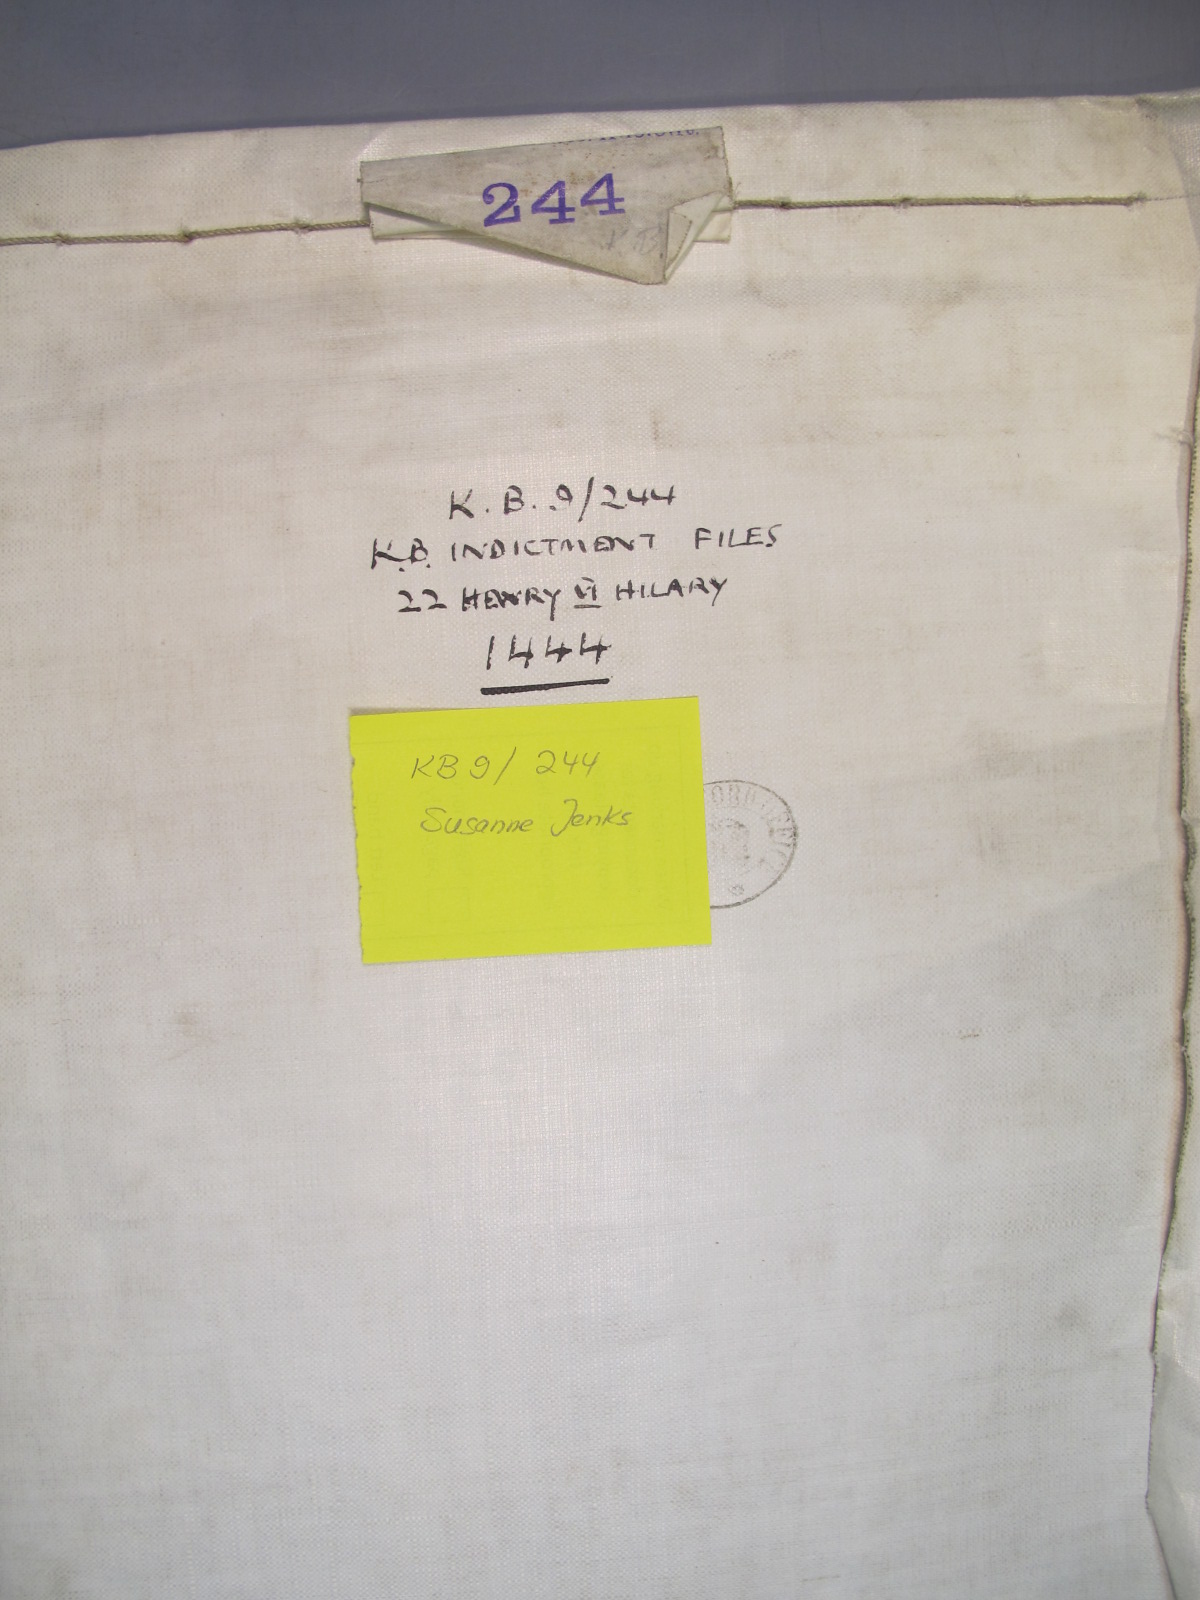 244
K B
K.B. 9/244
K.B. INDICTMENT FILES
22 HENRY VI HILARY
1444
KB 9/ 244
Susanne Jenks